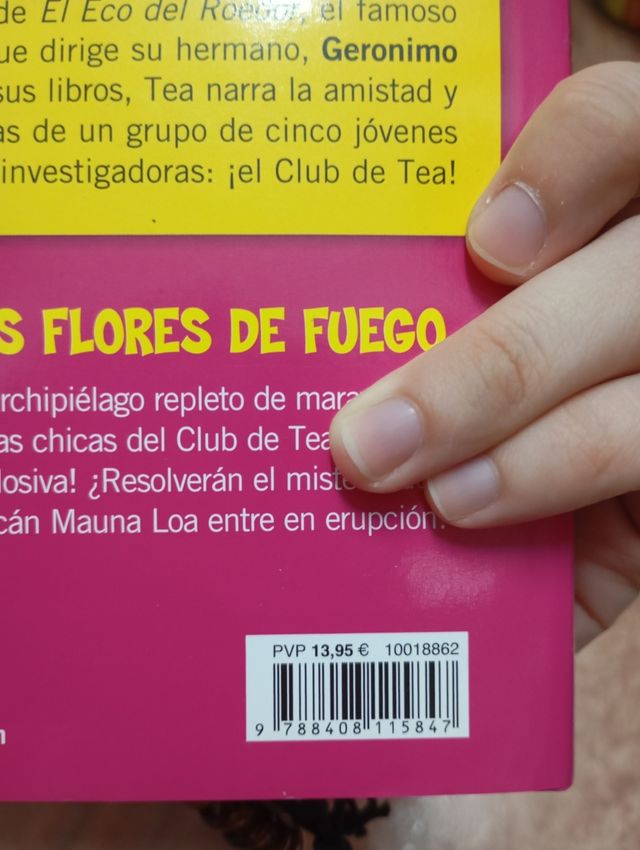 de El Eco del Roedor, el famoso
ue dirige su hermano, Geronimo
sus libros, Tea narra la amistad y
as de un grupo de cinco jóvenes
investigadoras: ¡el Club de Tea!
S FLORES DE FUEGO
rchipiélago repleto de mara
as chicas del Club de Tea
losiva! ¿Resolverán el miste
cán Mauna Loa entre en erupción?
PVP 13,95 € 10018862
9 788408 115847